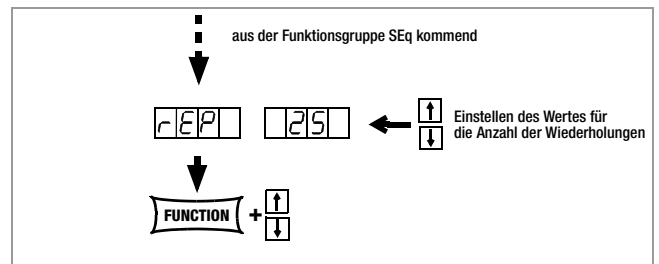 aus der Funktionsgruppe SEq kommend
rEP 25
Einstellen des Wertes für
die Anzahl der Wiederholungen
FUNCTION +